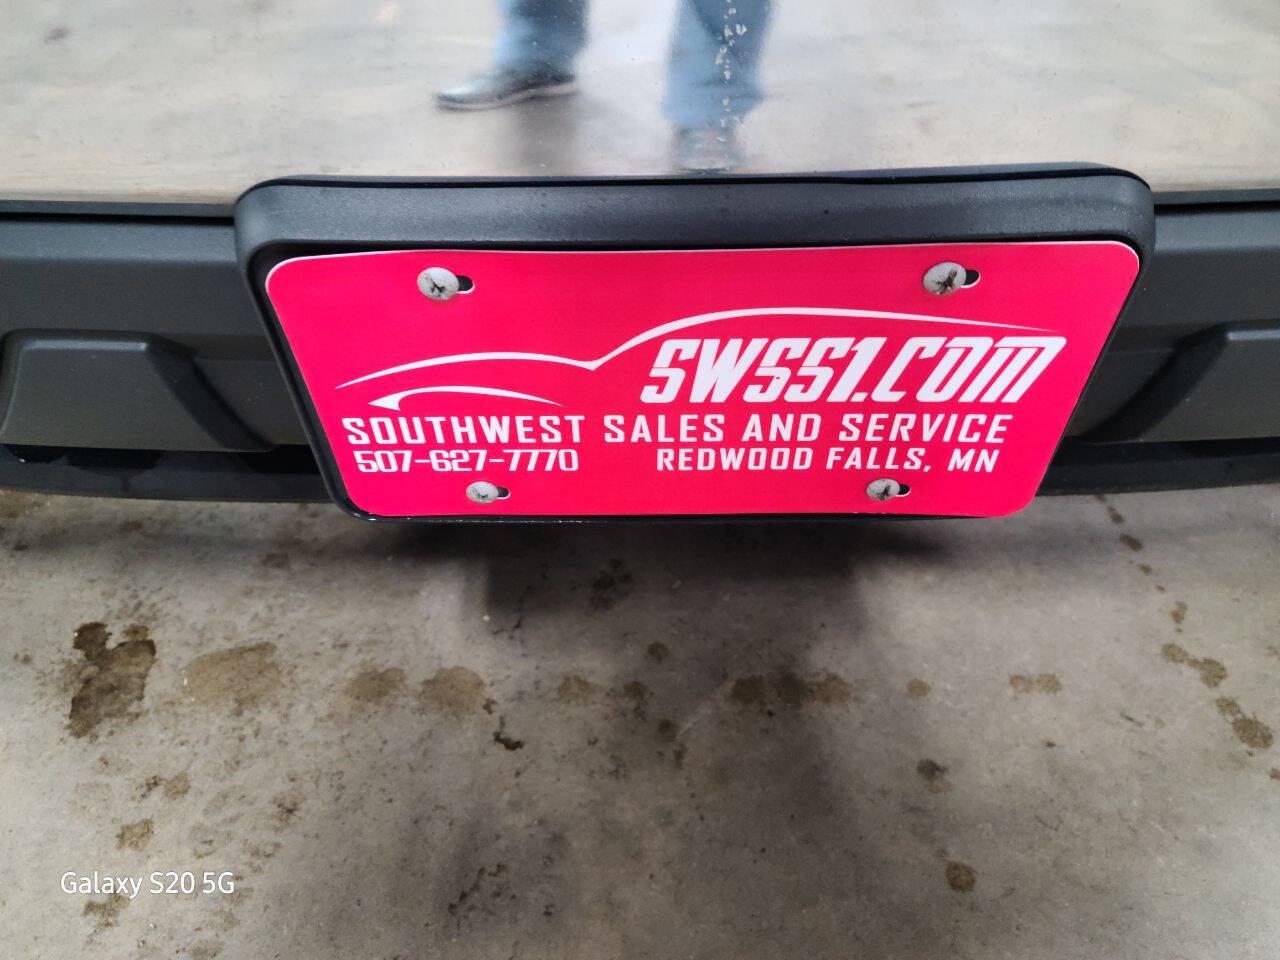 SWSS1.COM
SOUTHWEST SALES AND SERVICE
507-627-7770 REDWOOD FALLS, MN
Galaxy S20 5G